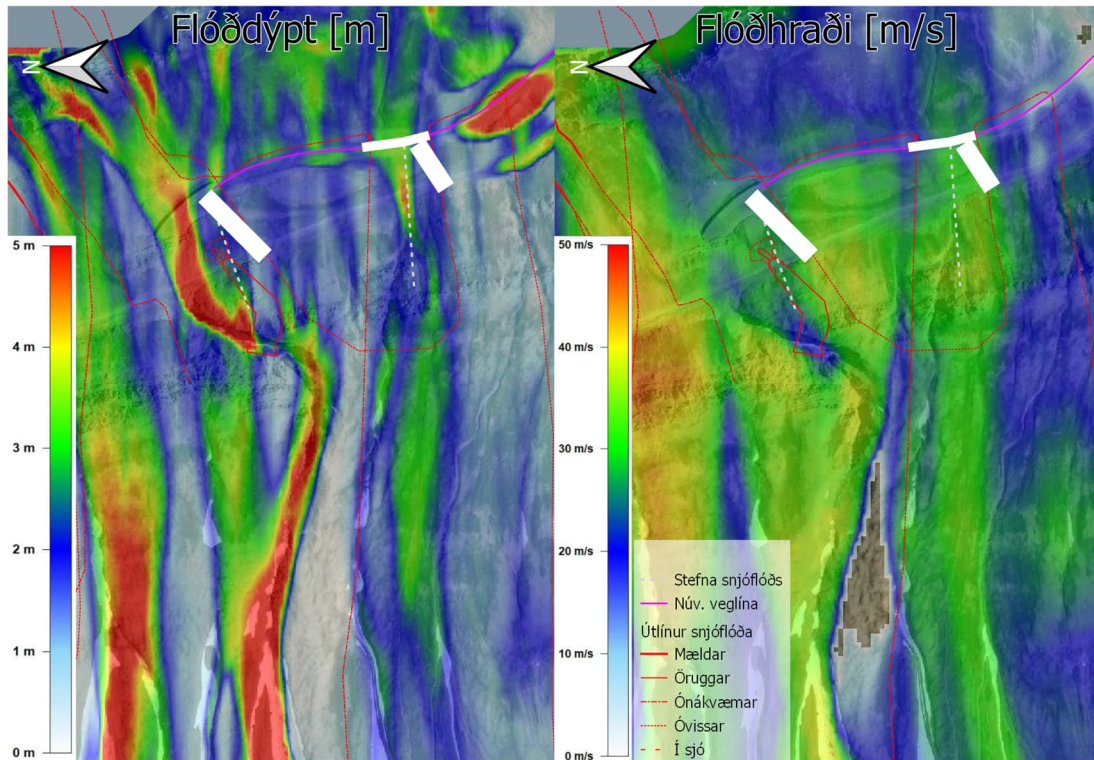 Flóðdýpt [m]
N
5 m
4 m
3 m
2 m
1 m
0 m
Flóðhraði [m/s]
N
50 m/s
40 m/s
30 m/s
20 m/s
10 m/s
0 m/s
Stefna snjóflóðs
Núv. veglína
Útlínur snjóflóða
Mældar
Öruggar
Ónákvæmar
Óvissar
Í sjó